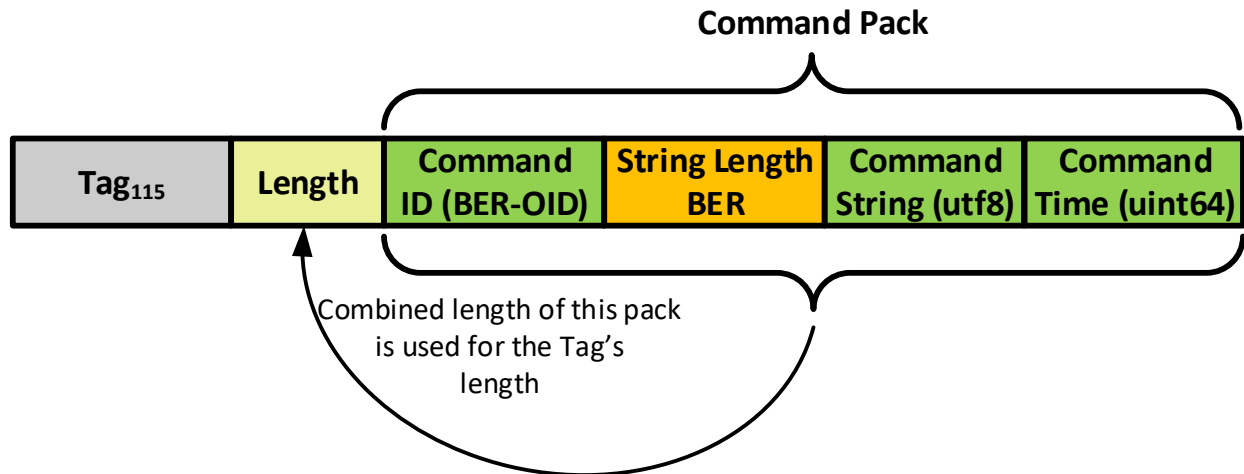 Command Pack
Tag115
Length
Command
ID (BER-OID)
String Length
BER
Command
String (utf8)
Command
Time (uint64)
Combined length of this pack
is used for the Tag’s
length